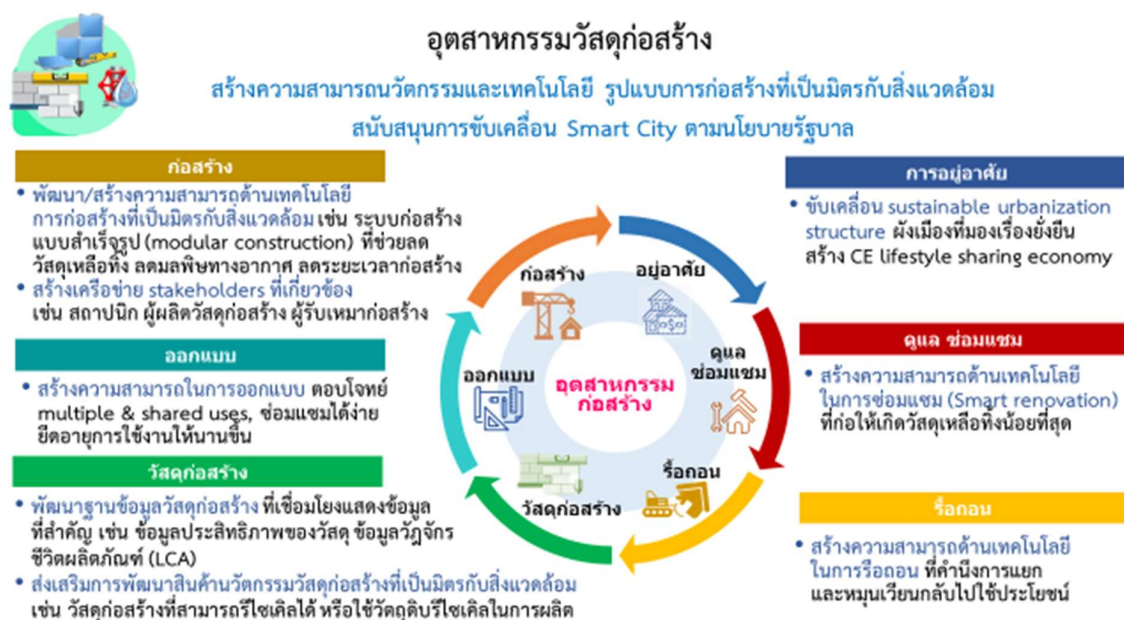 อุตสาหกรรมวัสดุก่อสร้าง
สร้างความสามารถนวัตกรรมและเทคโนโลยี รูปแบบการก่อสร้างที่เป็นมิตรกับสิ่งแวดล้อม
สนับสนุนการขับเคลื่อน Smart City ตามนโยบายรัฐบาล
ก่อสร้าง
• พัฒนา/สร้างความสามารถด้านเทคโนโลยี
การก่อสร้างที่เป็นมิตรกับสิ่งแวดล้อม เช่น ระบบก่อสร้าง
แบบสำเร็จรูป (modular construction) ที่ช่วยลด
วัสดุเหลือทิ้ง ลดมลพิษทางอากาศ ลดระยะเวลาก่อสร้าง
• สร้างเครือข่าย stakeholders ที่เกี่ยวข้อง
เช่น สถาปนิก ผู้ผลิตวัสดุก่อสร้าง ผู้รับเหมาก่อสร้าง
ออกแบบ
• สร้างความสามารถในการออกแบบ ตอบโจทย์
multiple & shared uses, ซ่อมแซมได้ง่าย
ยืดอายุการใช้งานให้นานขึ้น
วัสดุก่อสร้าง
• พัฒนาฐานข้อมูลวัสดุก่อสร้าง ที่เชื่อมโยงแสดงข้อมูล
ที่สำคัญ เช่น ข้อมูลประสิทธิภาพของวัสดุ ข้อมูลวัฎจักร
ชีวิตผลิตภัณฑ์ (LCA)
• ส่งเสริมการพัฒนาสินค้านวัตกรรมวัสดุก่อสร้างที่เป็นมิตรกับสิ่งแวดล้อม
เช่น วัสดุก่อสร้างที่สามารถรีไซเคิลได้ หรือใช้วัตถุดิบรีไซเคิลในการผลิต
ก่อสร้าง
อยู่อาศัย
ดูแล
ซ่อมแซม
รื้อถอน
วัสดุก่อสร้าง
ออกแบบ
อุตสาหกรรม
ก่อสร้าง
การอยู่อาศัย
• ขับเคลื่อน sustainable urbanization
structure ผังเมืองที่มองเรื่องยั่งยืน
สร้าง CE lifestyle sharing economy
ดูแล ซ่อมแซม
• สร้างความสามารถด้านเทคโนโลยี
ในการซ่อมแซม (Smart renovation)
ที่ก่อให้เกิดวัสดุเหลือทิ้งน้อยที่สุด
รื้อถอน
• สร้างความสามารถด้านเทคโนโลยี
ในการรื้อถอน ที่คำนึงการแยก
และหมุนเวียนกลับไปใช้ประโยชน์